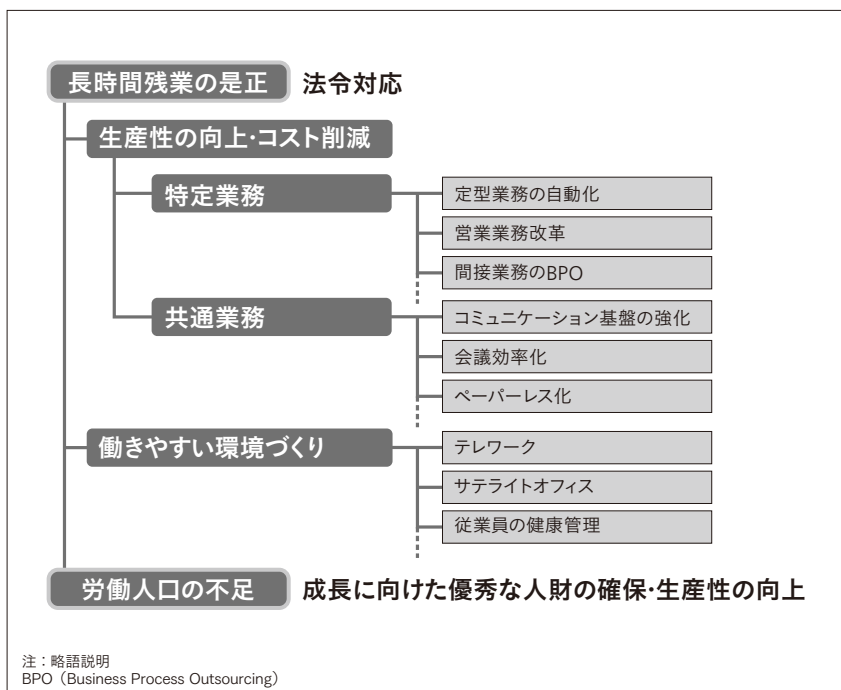 長時間残業の是正 法令対応
生産性の向上・コスト削減
特定業務
定型業務の自動化
営業業務改革
間接業務のBPO
共通業務
コミュニケーション基盤の強化
会議効率化
ペーパーレス化
働きやすい環境づくり
テレワーク
サテライトオフィス
従業員の健康管理
労働人口の不足 成長に向けた優秀な人財の確保・生産性の向上
注：略語説明
BPO（Business Process Outsourcing）